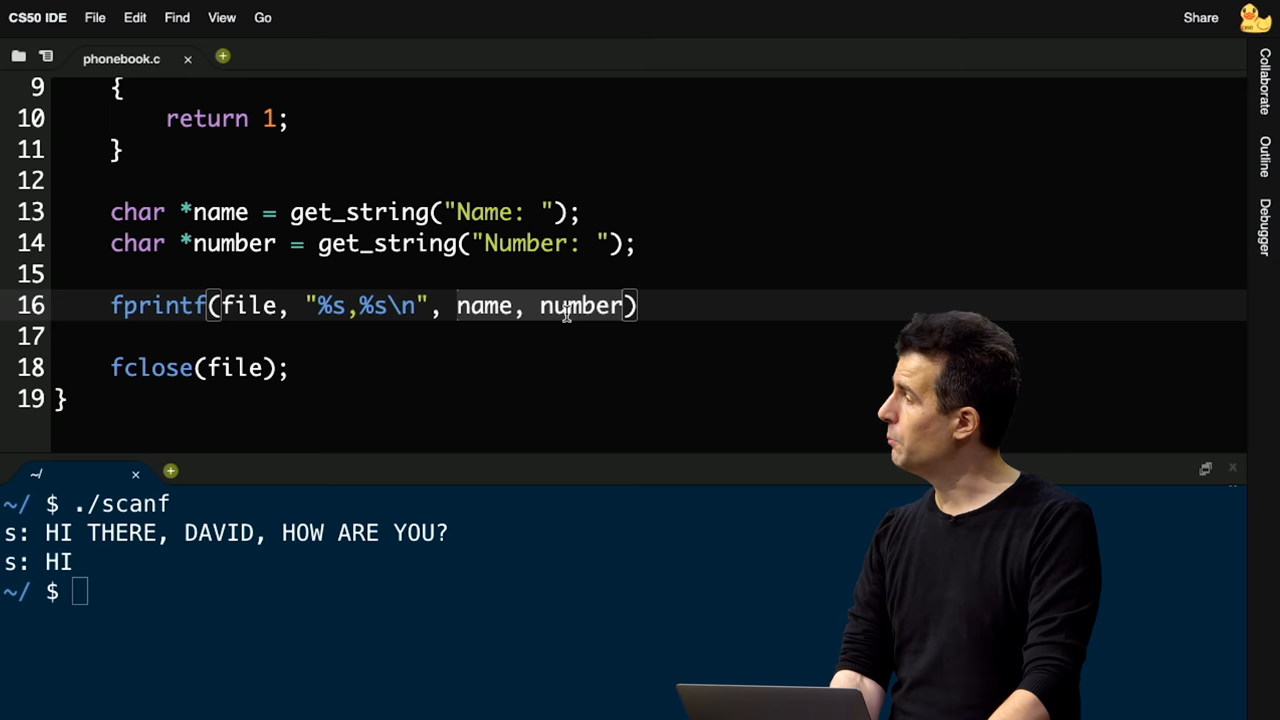 CS50 IDE File Edit Find View Go Share
phonebook.c
9 {
10 return 1;
11 }
12
13 char *name = get_string("Name: ");
14 char *number = get_string("Number: ");
15
16 fprintf(file, "%s,%s\n", name, number)
17
18 fclose(file);
19 }
Collaborate
Outline
Debugger
~/
~/ $ ./scanf
s: HI THERE, DAVID, HOW ARE YOU?
s: HI
~/ $